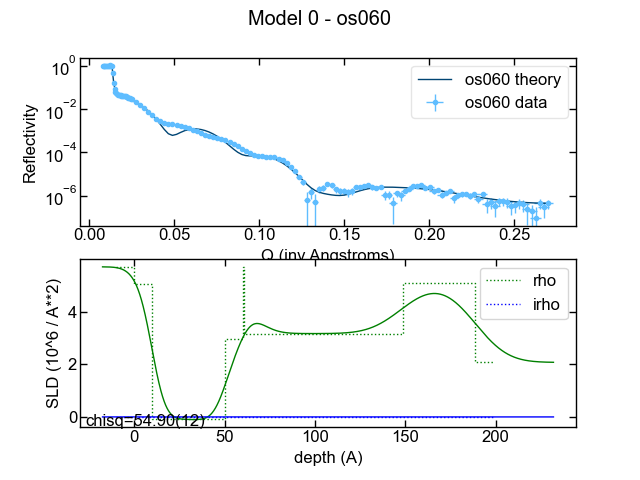 Model 0 - os060
10^0
10^-2
10^-4
10^-6
Reflectivity
os060 theory
os060 data
0.00 0.05 0.10 0.15 0.20 0.25
Q (inv Angstroms)
SLD (10^6 / A**2)
4
2
0
rho
irho
chisq=54.90(12)
0 50 100 150 200
depth (A)